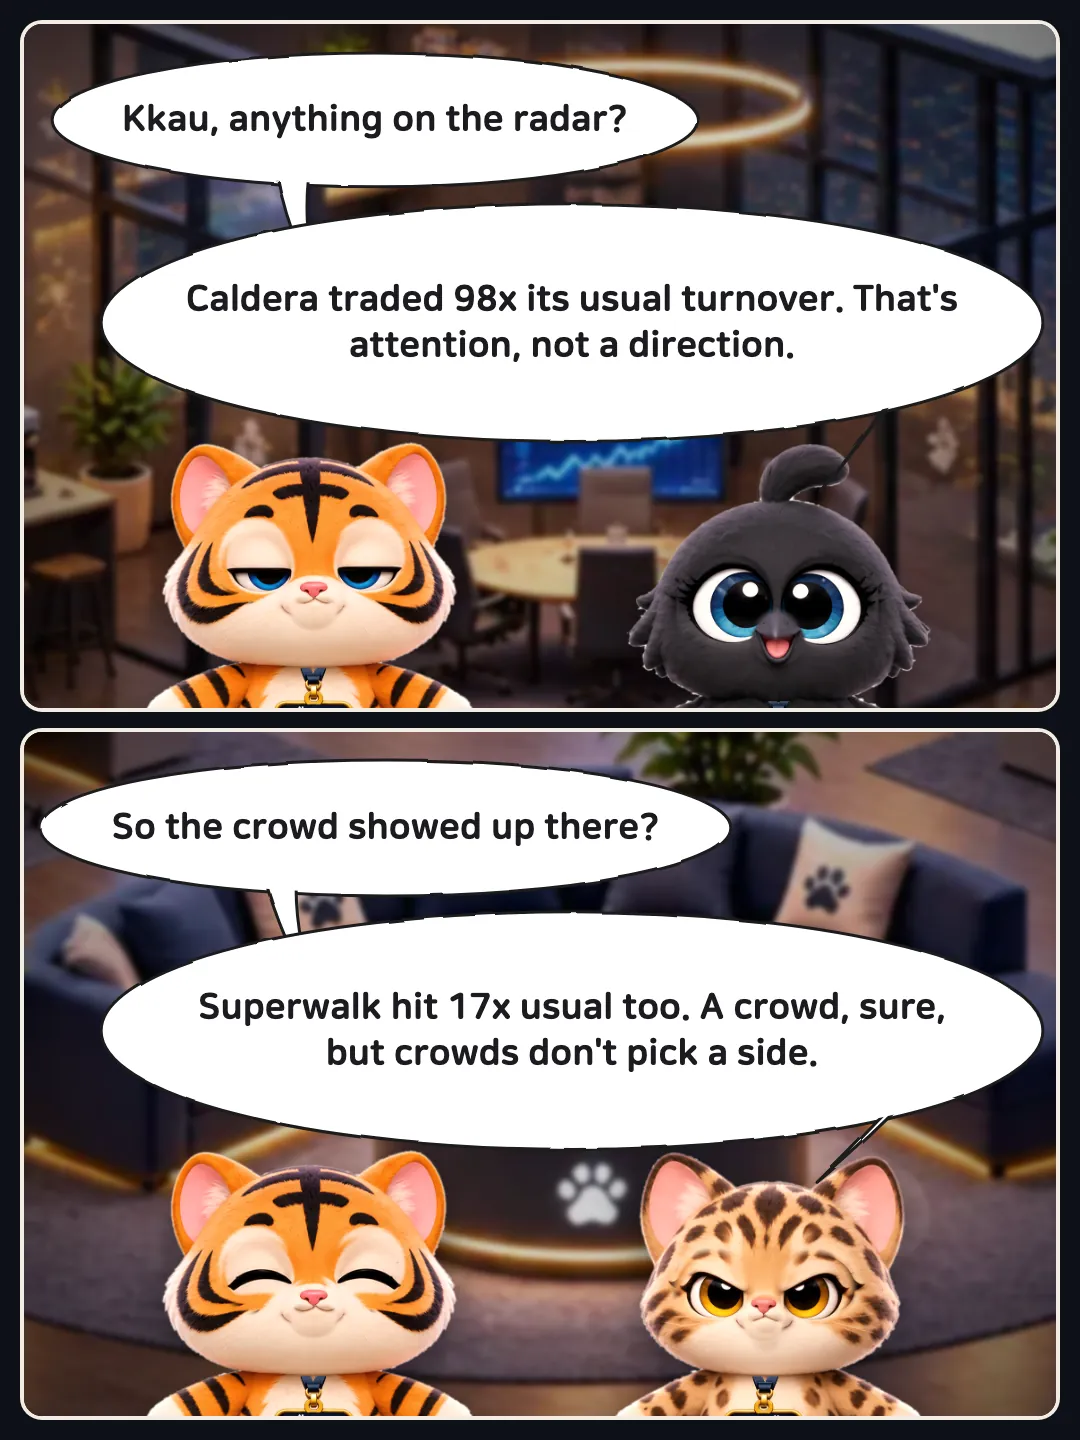 Kkau, anything on the radar?
Caldera traded 98x its usual turnover. That's
attention, not a direction.
So the crowd showed up there?
Superwalk hit 17x usual too. A crowd, sure,
but crowds don't pick a side.